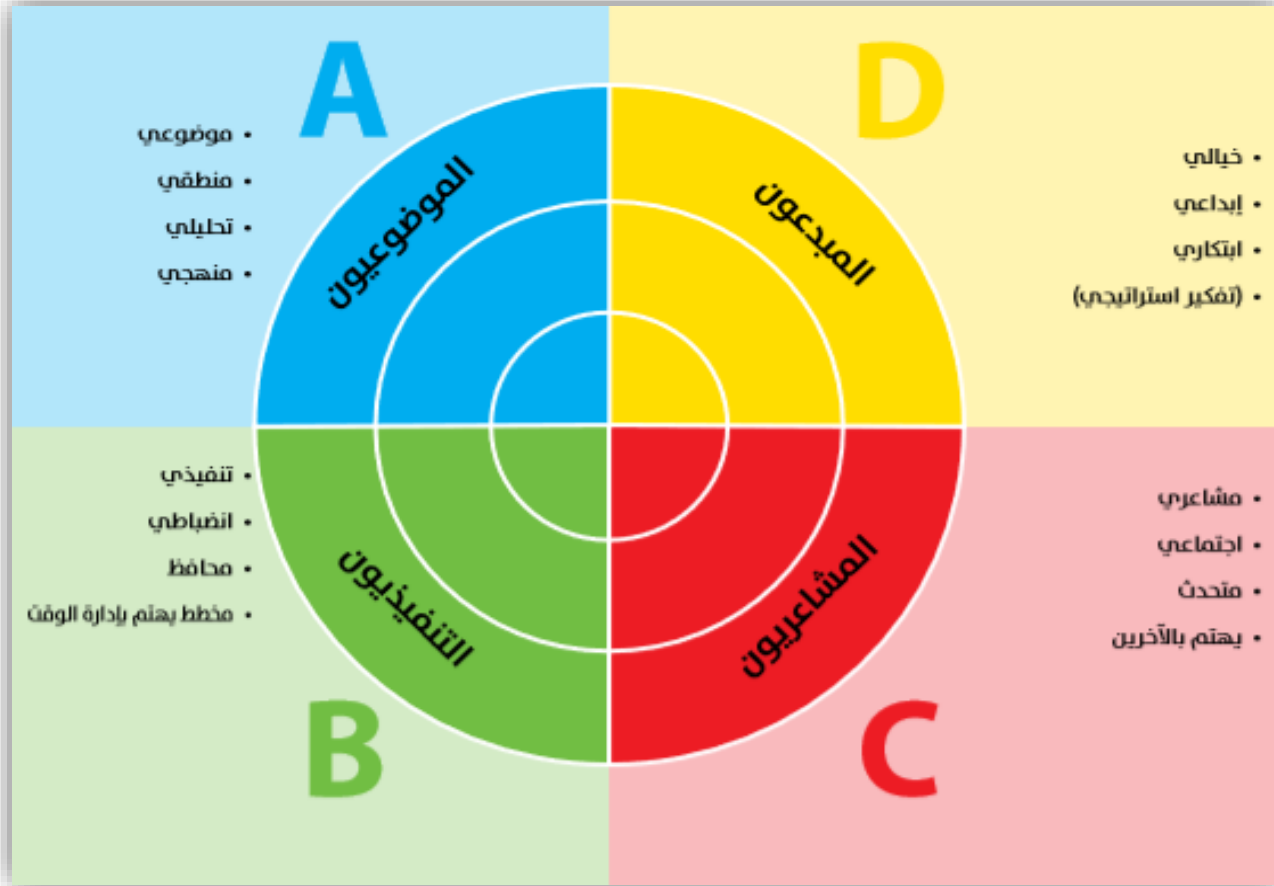 A
الموضوعيون
• موضوعي
• منطقي
• تحليلي
• منهجي
D
المبدعون
• خيالي
• إبداعي
• ابتكاري
• (تفكير استراتيجي)
B
التنفيذيون
• تنفيذي
• انضباطي
• محافظ
• مخطط يهتم بإدارة الوقت
C
المشاعريون
• مشاعري
• اجتماعي
• متحدث
• يهتم بالآخرين